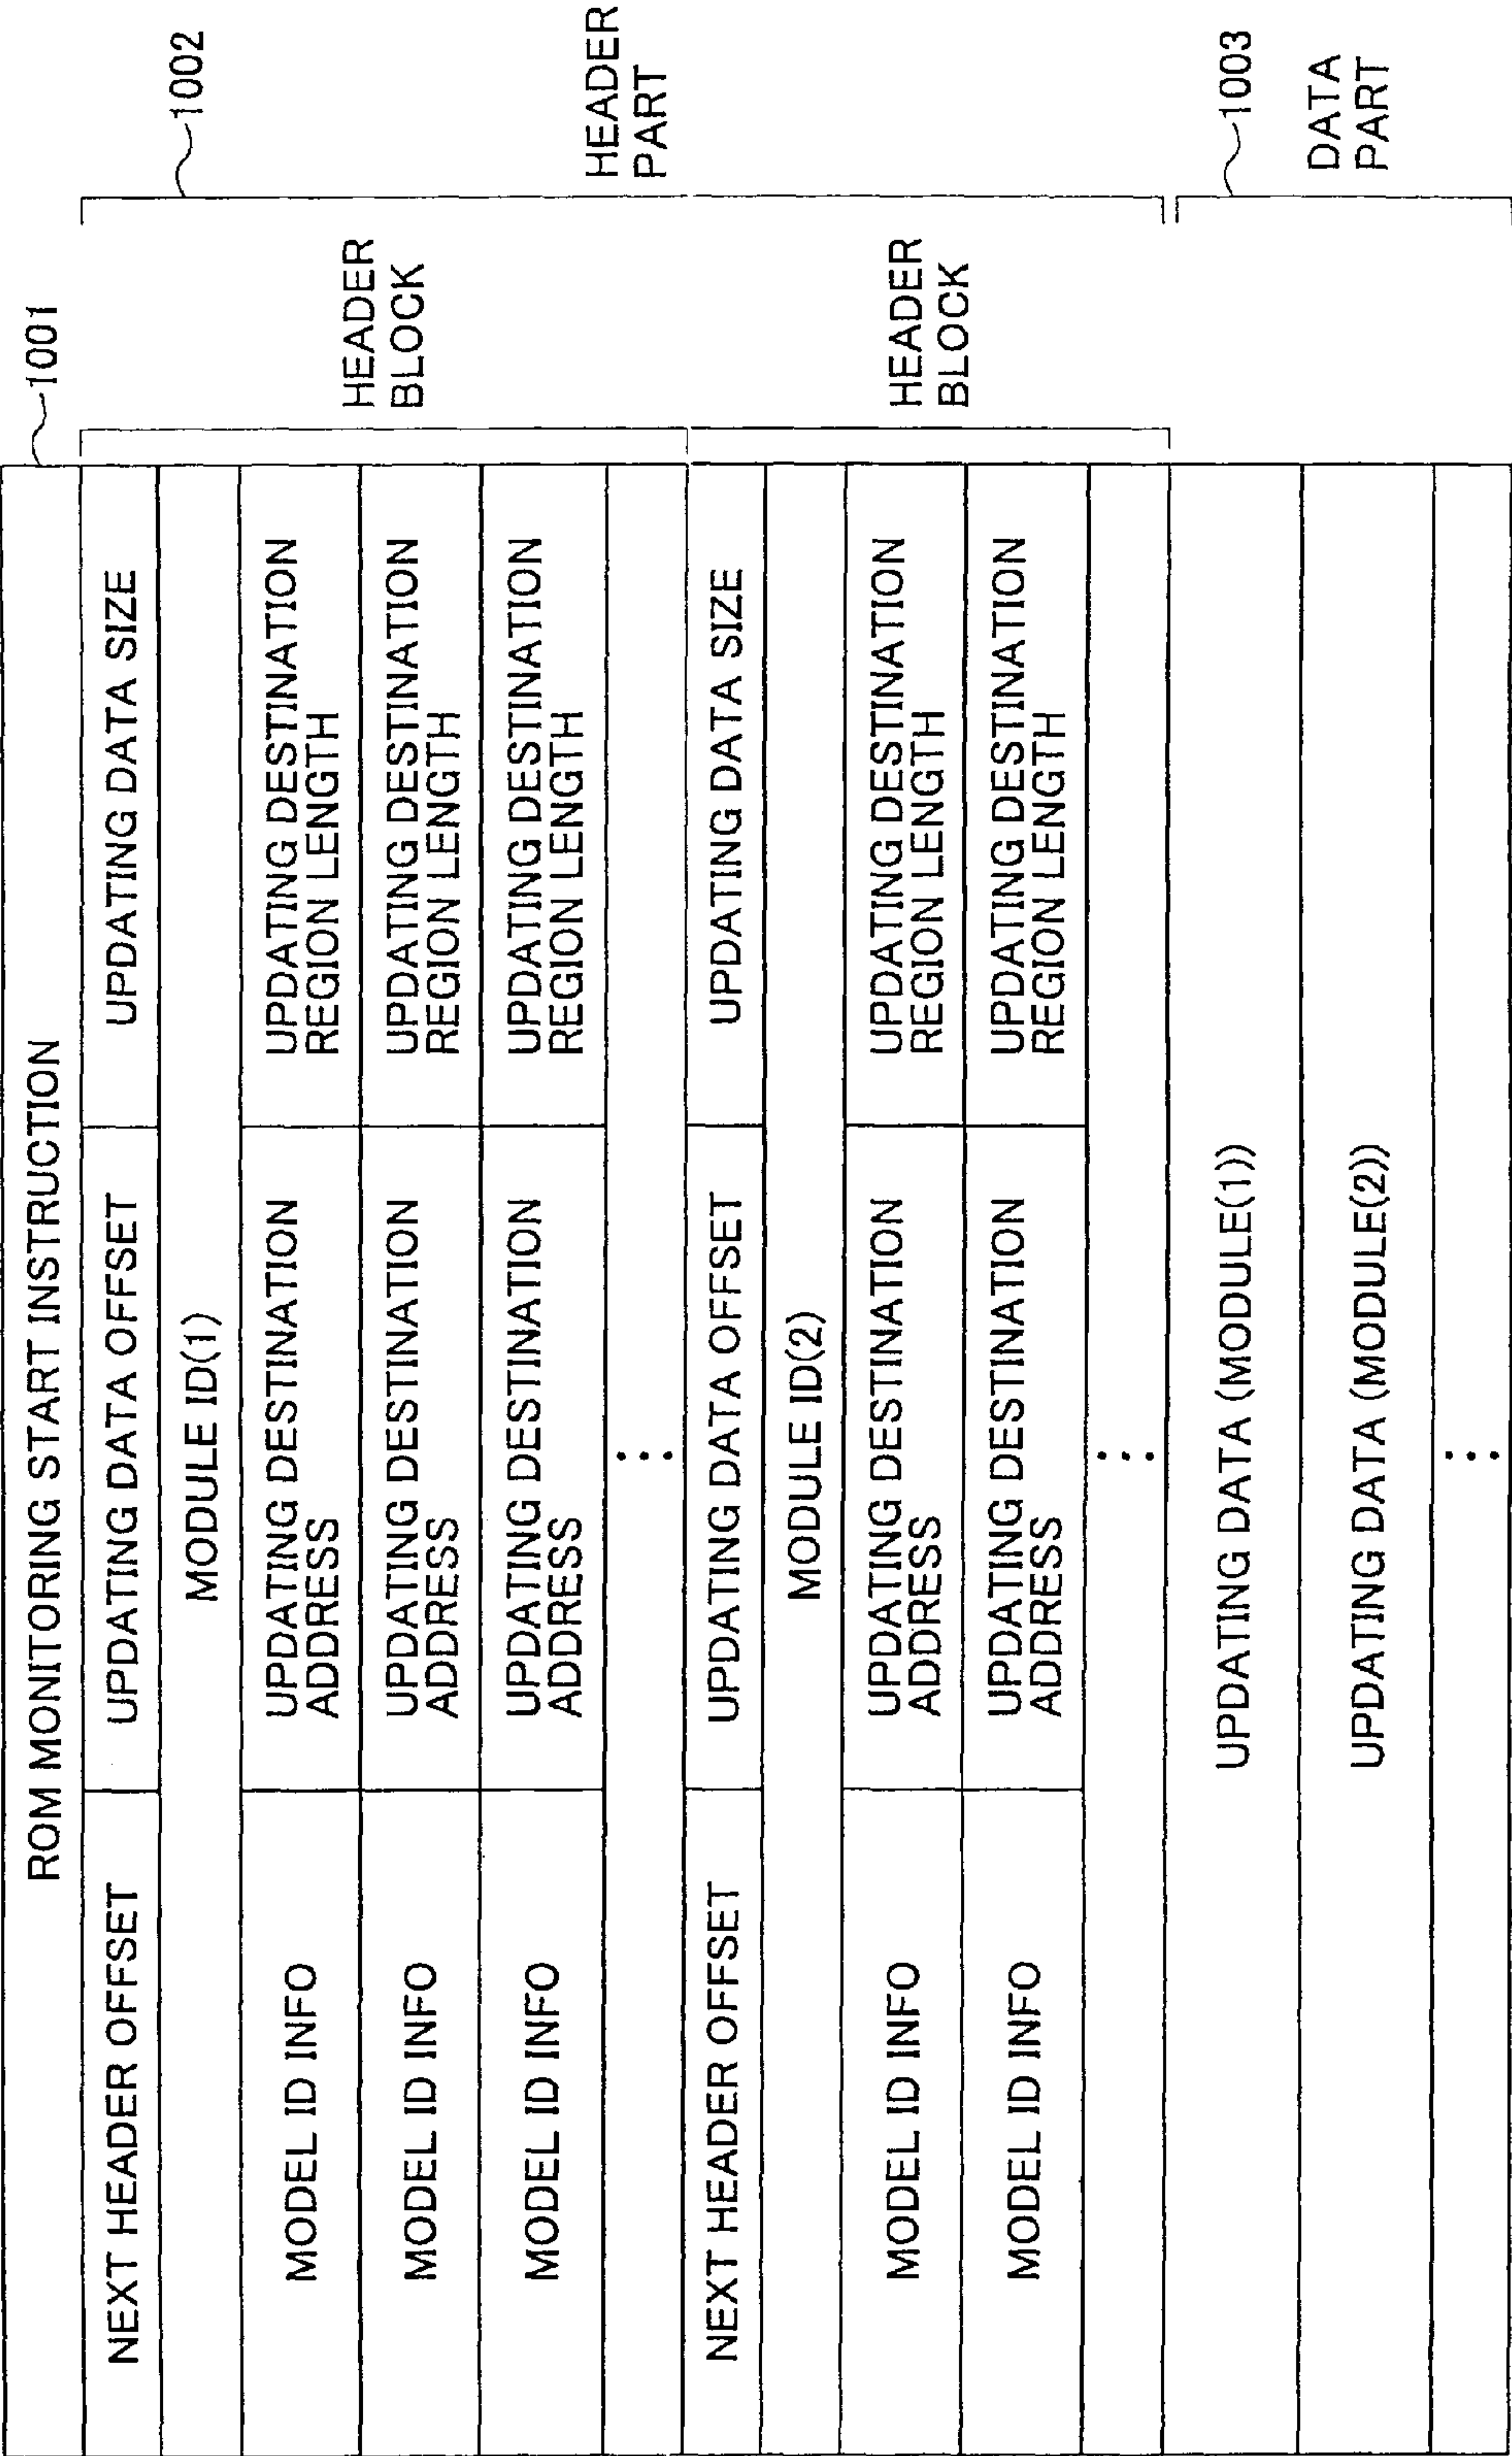 ROM MONITORING START INSTRUCTION
1001
NEXT HEADER OFFSET
UPDATING DATA OFFSET
UPDATING DATA SIZE
MODULE ID(1)
MODEL ID INFO
UPDATING DESTINATION
ADDRESS
UPDATING DESTINATION
REGION LENGTH
MODEL ID INFO
UPDATING DESTINATION
ADDRESS
UPDATING DESTINATION
REGION LENGTH
MODEL ID INFO
UPDATING DESTINATION
ADDRESS
UPDATING DESTINATION
REGION LENGTH
...
HEADER
BLOCK
1002
HEADER
PART
NEXT HEADER OFFSET
UPDATING DATA OFFSET
UPDATING DATA SIZE
MODULE ID(2)
MODEL ID INFO
UPDATING DESTINATION
ADDRESS
UPDATING DESTINATION
REGION LENGTH
MODEL ID INFO
UPDATING DESTINATION
ADDRESS
UPDATING DESTINATION
REGION LENGTH
...
HEADER
BLOCK
UPDATING DATA (MODULE(1))
UPDATING DATA (MODULE(2))
...
1003
DATA
PART